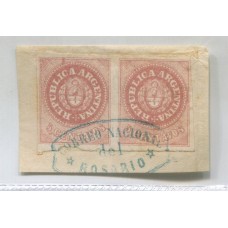 REPUBLICA ARGENTINA
REPUBLICA ARGENTINA
CORREO NACIONAL
del
ROSARIO